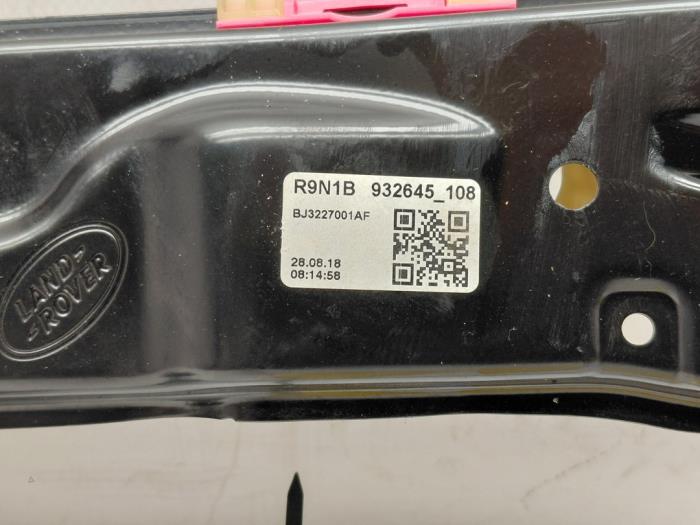 R9N1B 932645_108
BJ3227001AF
28.08.18
08:14:58
LAND-
-ROVER